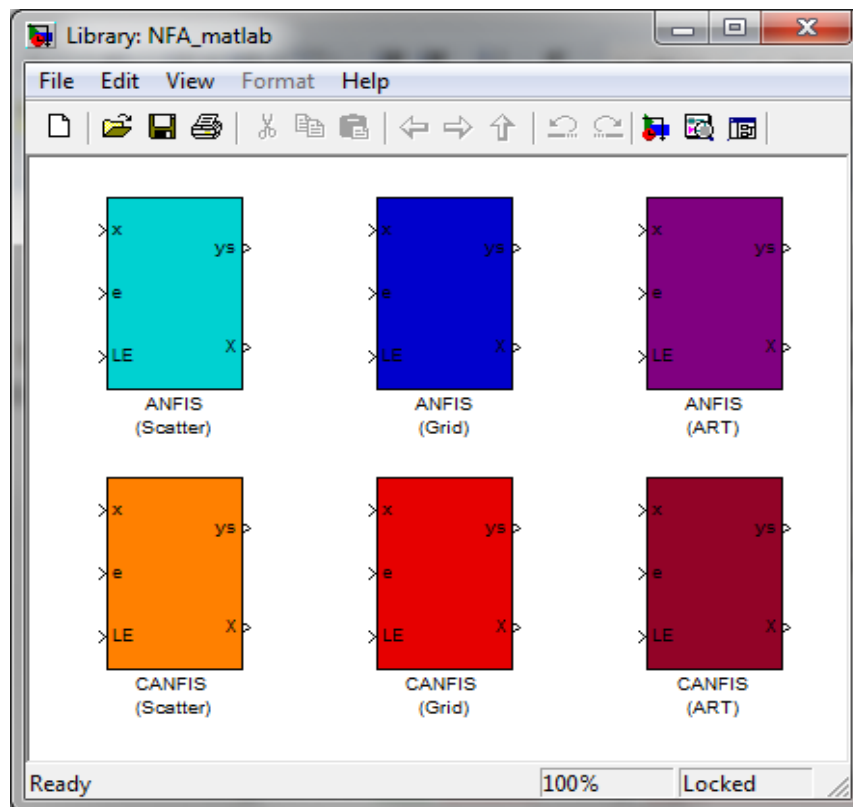 Library: NFA_matlab
File Edit View Format Help
x ys e X LE
ANFIS
(Scatter)
x ys e X LE
ANFIS
(Grid)
x ys e X LE
ANFIS
(ART)
x ys e X LE
CANFIS
(Scatter)
x ys e X LE
CANFIS
(Grid)
x ys e X LE
CANFIS
(ART)
Ready 100% Locked